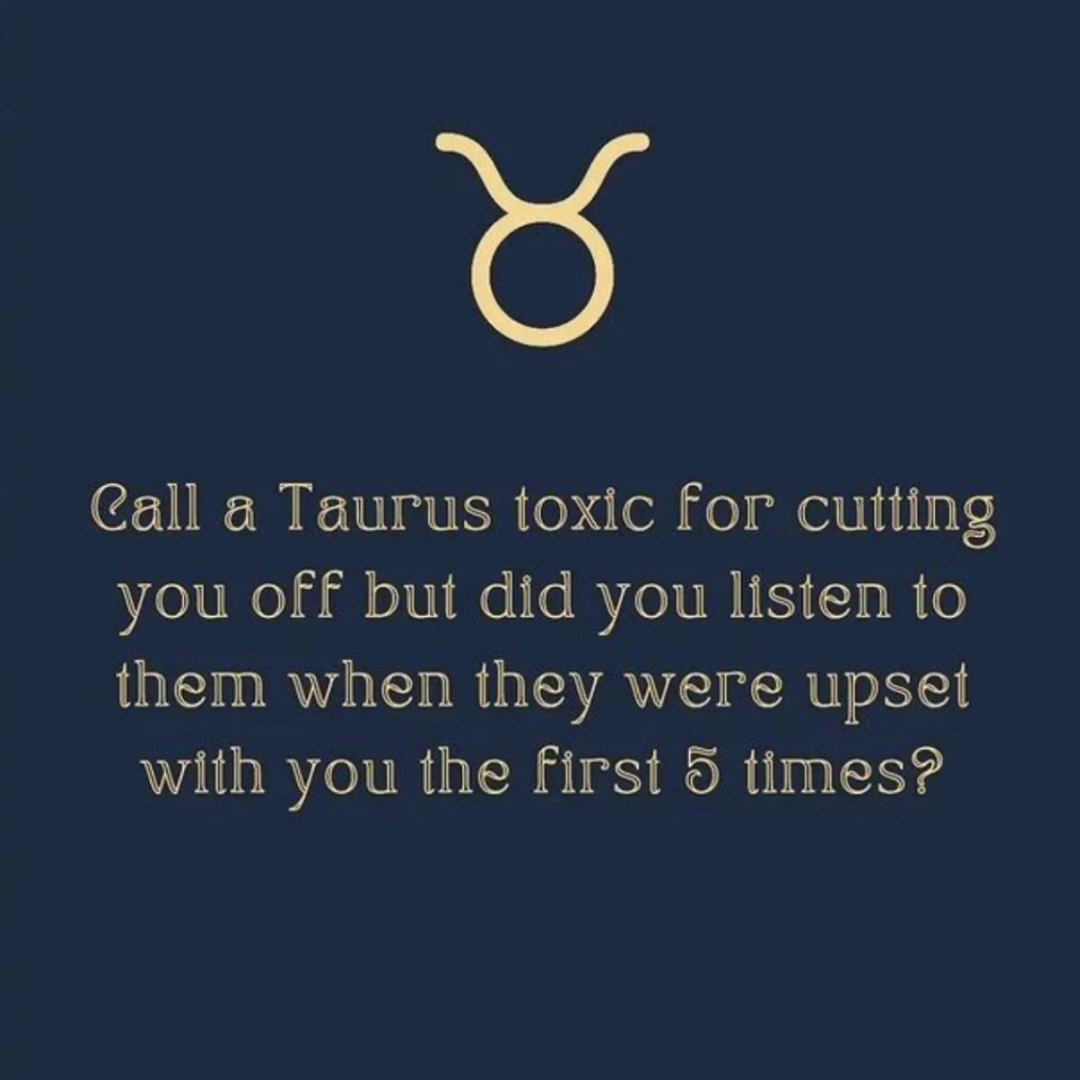 Call a Taurus toxic for cutting
you off but did you listen to
them when they were upset
with you the first 5 times?